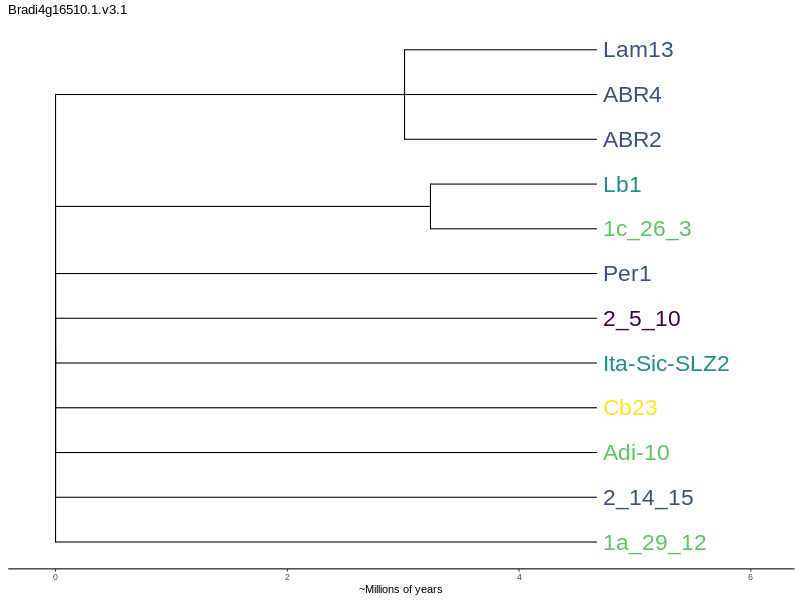 Bradi4g16510.1.v3.1
Lam13
ABR4
ABR2
Lb1
1c_26_3
Per1
2_5_10
Ita-Sic-SLZ2
Cb23
Adi-10
2_14_15
1a_29_12
0 2 4 6
~Millions of years